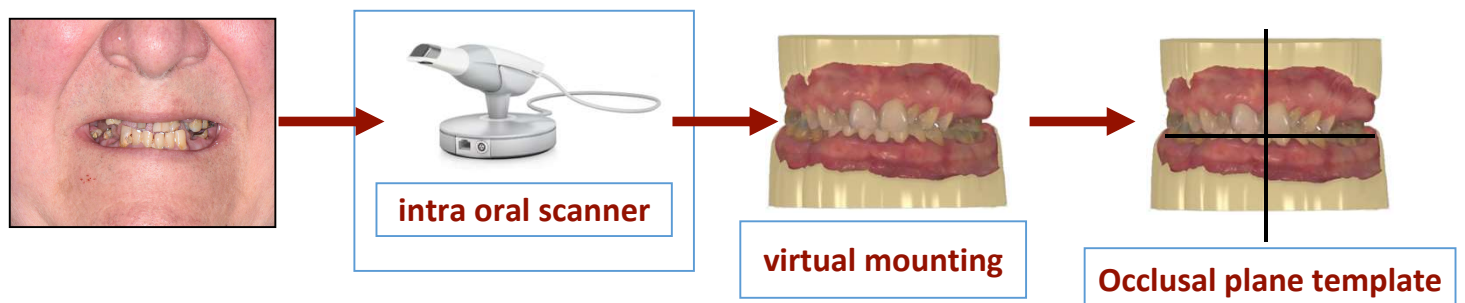 intra oral scanner
virtual mounting
Occlusal plane template